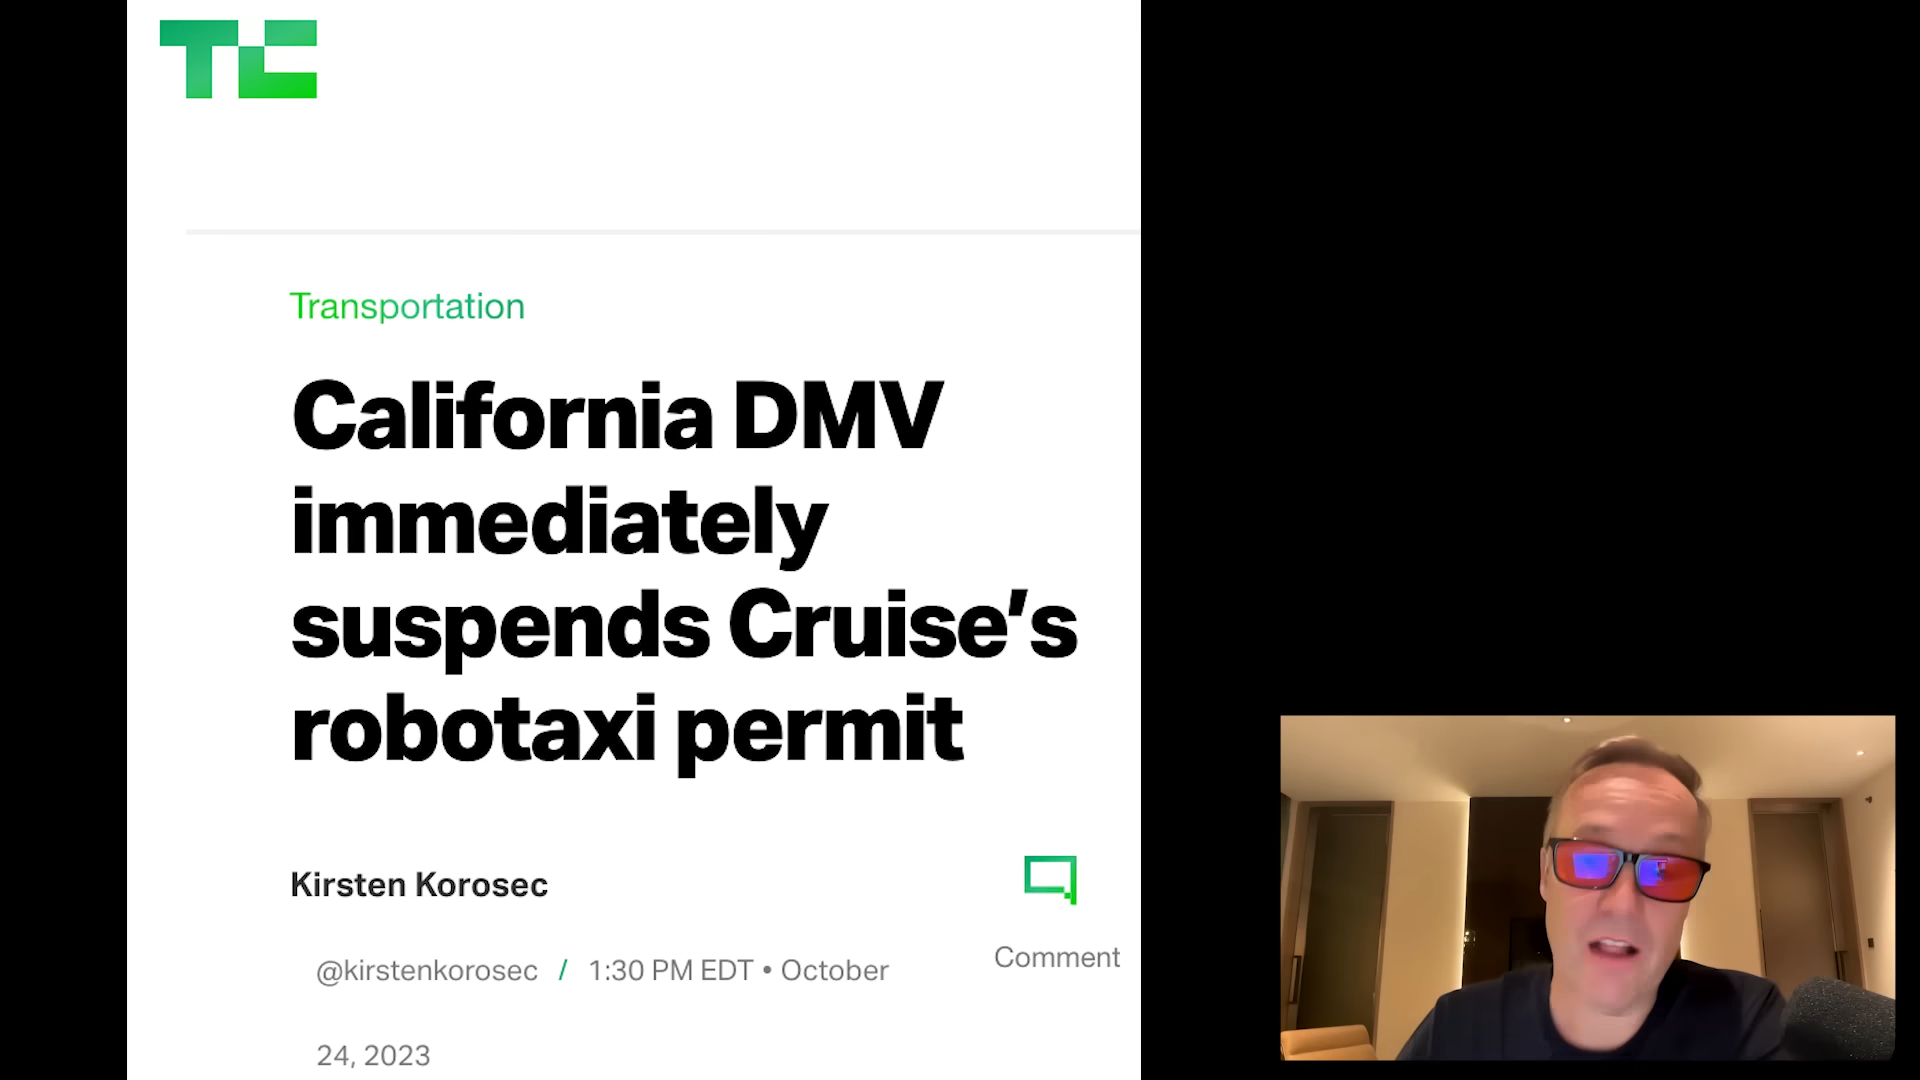 TC
Transportation
California DMV
immediately
suspends Cruise’s
robotaxi permit
Kirsten Korosec
Comment
@kirstenkorosec / 1:30 PM EDT • October
24, 2023